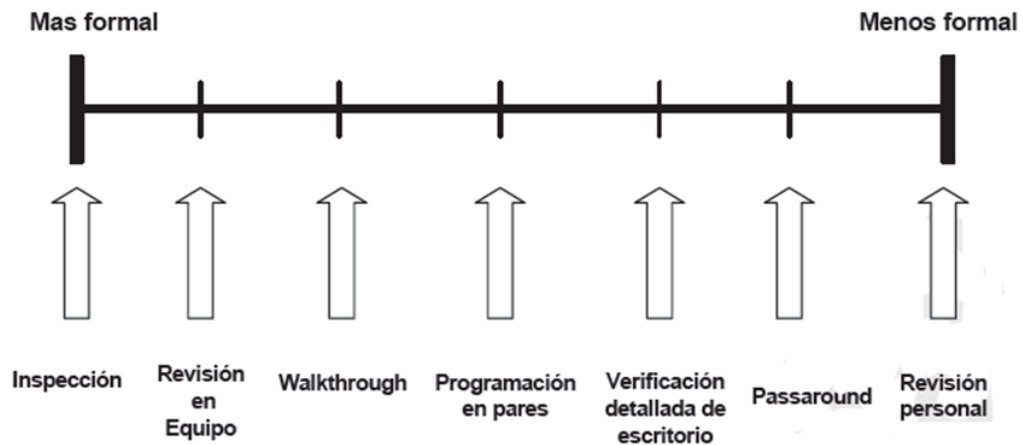 Mas formal
Menos formal
Inspección
Revisión
en
Equipo
Walkthrough
Programación
en pares
Verificación
detallada de
escritorio
Passaround
Revisión
personal